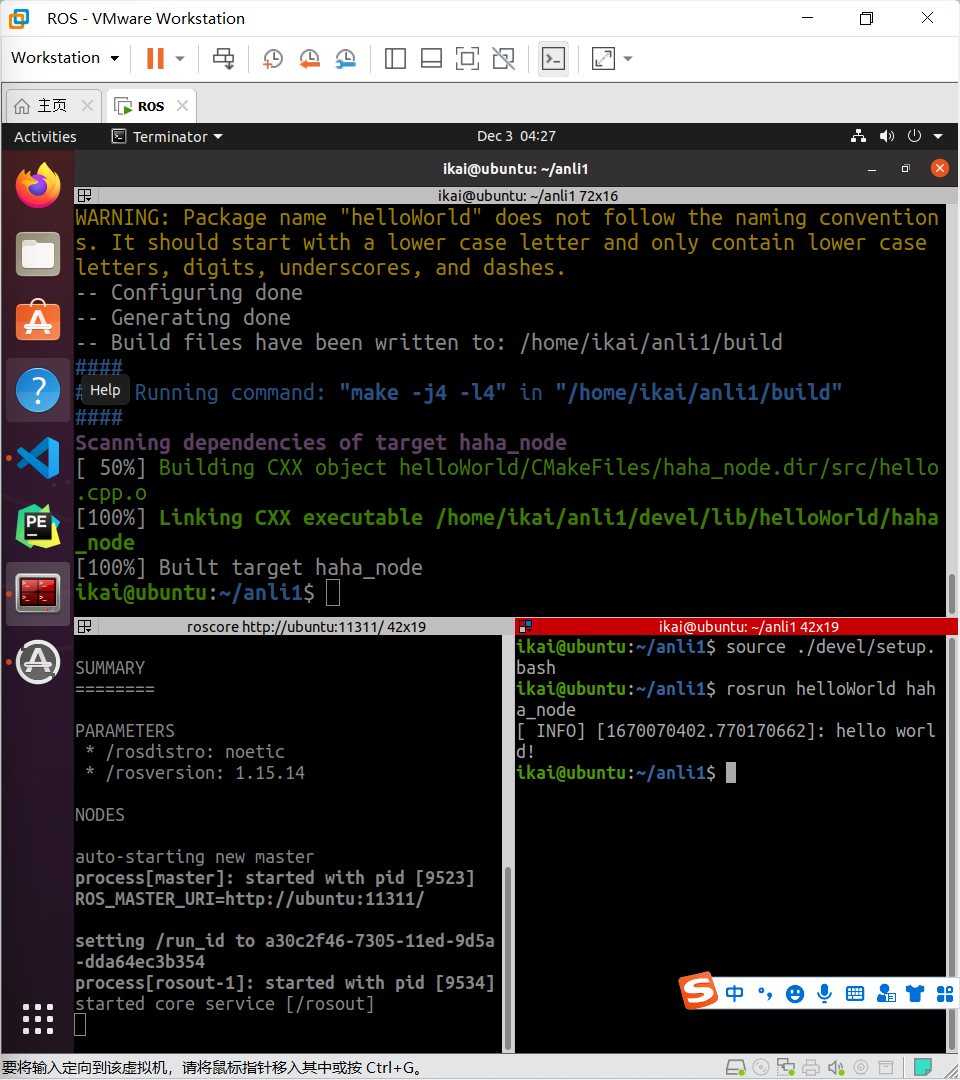 ROS - VMware Workstation
Workstation
主页
ROS
Activities
Terminator
Dec 3 04:27
ikai@ubuntu: ~/anli1
ikai@ubuntu: ~/anli1 72x16
WARNING: Package name "helloWorld" does not follow the naming convention
s. It should start with a lower case letter and only contain lower case
letters, digits, underscores, and dashes.
-- Configuring done
-- Generating done
-- Build files have been written to: /home/ikai/anli1/build
####
# Help Running command: "make -j4 -l4" in "/home/ikai/anli1/build"
####
Scanning dependencies of target haha_node
[ 50%] Building CXX object helloWorld/CMakeFiles/haha_node.dir/src/hello
.cpp.o
[100%] Linking CXX executable /home/ikai/anli1/devel/lib/helloWorld/haha
_node
[100%] Built target haha_node
ikai@ubuntu:~/anli1$
roscore http://ubuntu:11311/ 42x19
SUMMARY
========
PARAMETERS
* /rosdistro: noetic
* /rosversion: 1.15.14
NODES
auto-starting new master
process[master]: started with pid [9523]
ROS_MASTER_URI=http://ubuntu:11311/
setting /run_id to a30c2f46-7305-11ed-9d5a
-dda64ec3b354
process[rosout-1]: started with pid [9534]
started core service [/rosout]
ikai@ubuntu: ~/anli1 42x19
ikai@ubuntu:~/anli1$ source ./devel/setup.
bash
ikai@ubuntu:~/anli1$ rosrun helloWorld hah
a_node
[ INFO] [1670070402.770170662]: hello worl
d!
ikai@ubuntu:~/anli1$
S 中
要将输入定向到该虚拟机，请将鼠标指针移入其中或按 Ctrl+G。